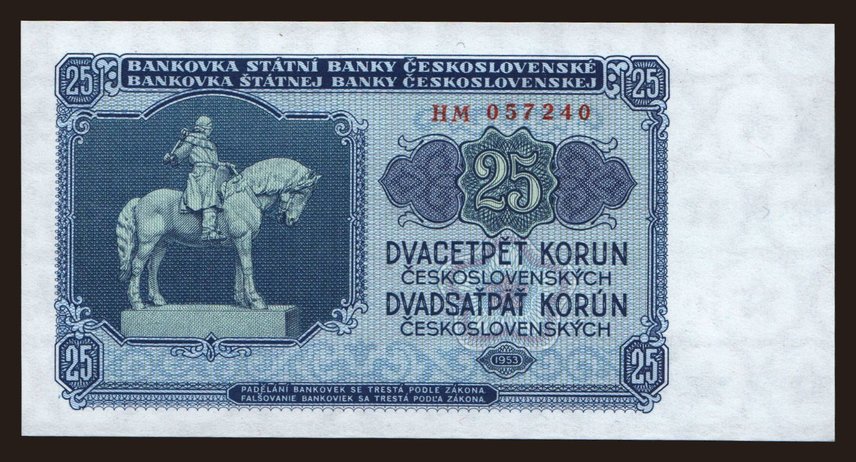 BANKOVKA STÁTNÍ BANKY ČESKOSLOVENSKÉ
BANKOVKA ŠTÁTNEJ BANKY ČESKOSLOVENSKEJ
25
25
HM 057240
25
DVACETPĚT KORUN
ČESKOSLOVENSKÝCH
DVADSAŤPÄŤ KORÚN
ČESKOSLOVENSKÝCH
1953
25
25
PADĚLÁNÍ BANKOVEK SE TRESTÁ PODLE ZÁKONA.
FALŠOVANIE BANKOVIEK SA TRESTÁ PODĽA ZÁKONA.